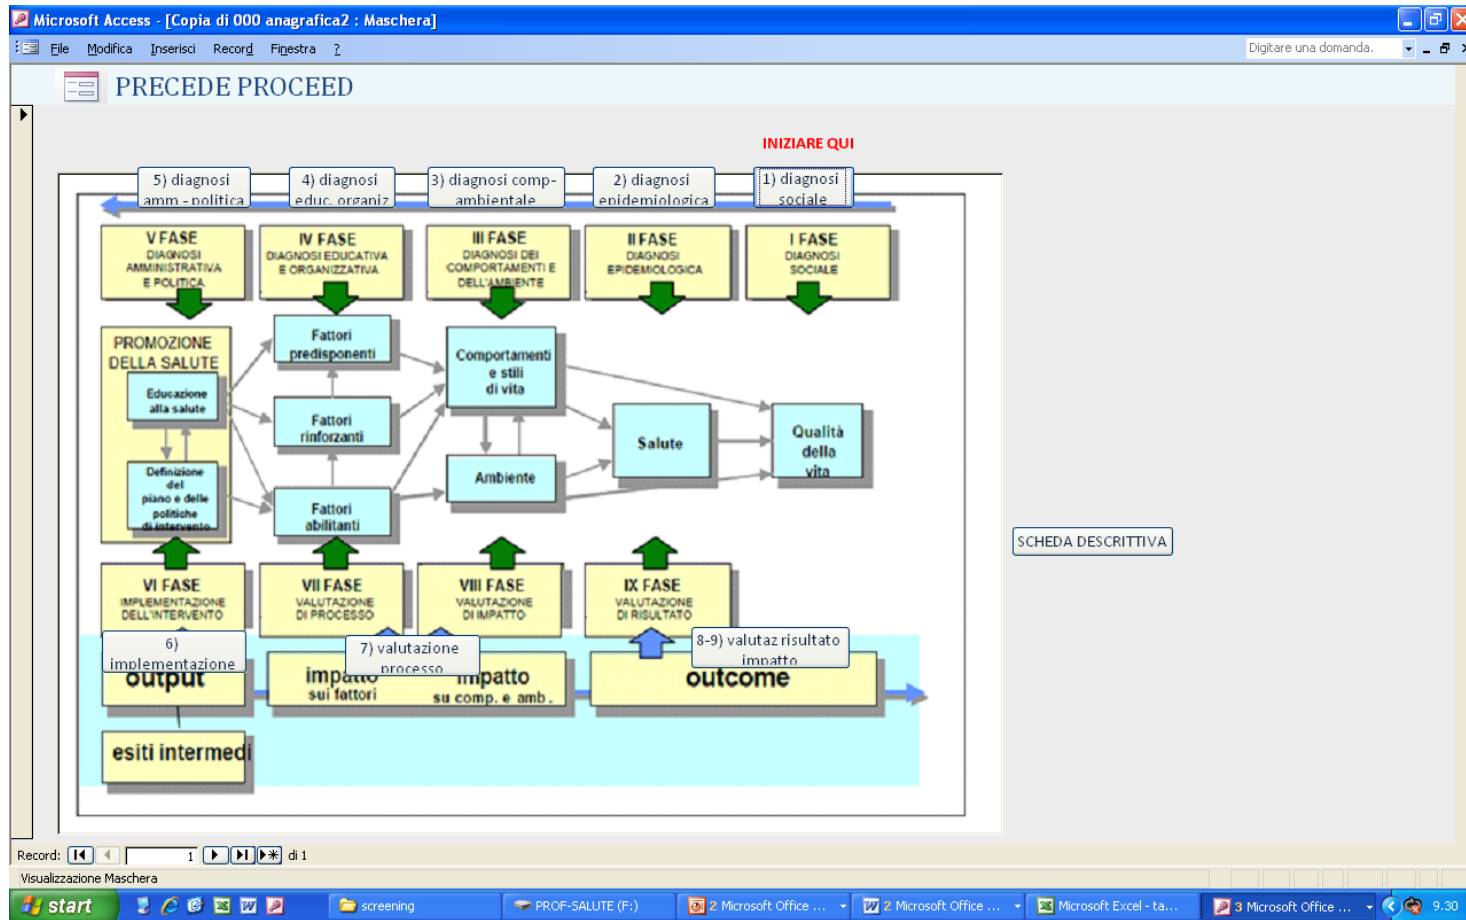 Microsoft Access - [Copia di 000 anagrafica2 : Maschera]
File Modifica Inserisci Record Finestra ?
Digitare una domanda.
PRECEDE PROCEED
INIZIARE QUI
5) diagnosi
amm - politica
4) diagnosi
educ. organiz
3) diagnosi comp-
ambientale
2) diagnosi
epidemiologica
1) diagnosi
sociale
V FASE
DIAGNOSI
AMMINISTRATIVA
E POLITICA
IV FASE
DIAGNOSI EDUCATIVA
E ORGANIZZATIVA
III FASE
DIAGNOSI DEI
COMPORTAMENTI E
DELL'AMBIENTE
II FASE
DIAGNOSI
EPIDEMIOLOGICA
I FASE
DIAGNOSI
SOCIALE
PROMOZIONE
DELLA SALUTE
Educazione
alla salute
Definizione
del
piano e delle
politiche
di intervento
Fattori
predisponenti
Fattori
rinforzanti
Fattori
abilitanti
Comportamenti
e stili
di vita
Ambiente
Salute
Qualità
della
vita
SCHEDA DESCRITTIVA
VI FASE
IMPLEMENTAZIONE
DELL'INTERVENTO
VII FASE
VALUTAZIONE
DI PROCESSO
VIII FASE
VALUTAZIONE
DI IMPATTO
IX FASE
VALUTAZIONE
DI RISULTATO
6)
implementazione
7) valutazione
processo
8-9) valutaz risultato
impatto
output
impatto
sui fattori
impatto
su comp. e amb.
outcome
esiti intermedi
Record: 1 di 1
Visualizzazione Maschera
start
screening
PROF-SALUTE (F:)
2 Microsoft Office ...
2 Microsoft Office ...
Microsoft Excel - ta...
3 Microsoft Office ...
9.30